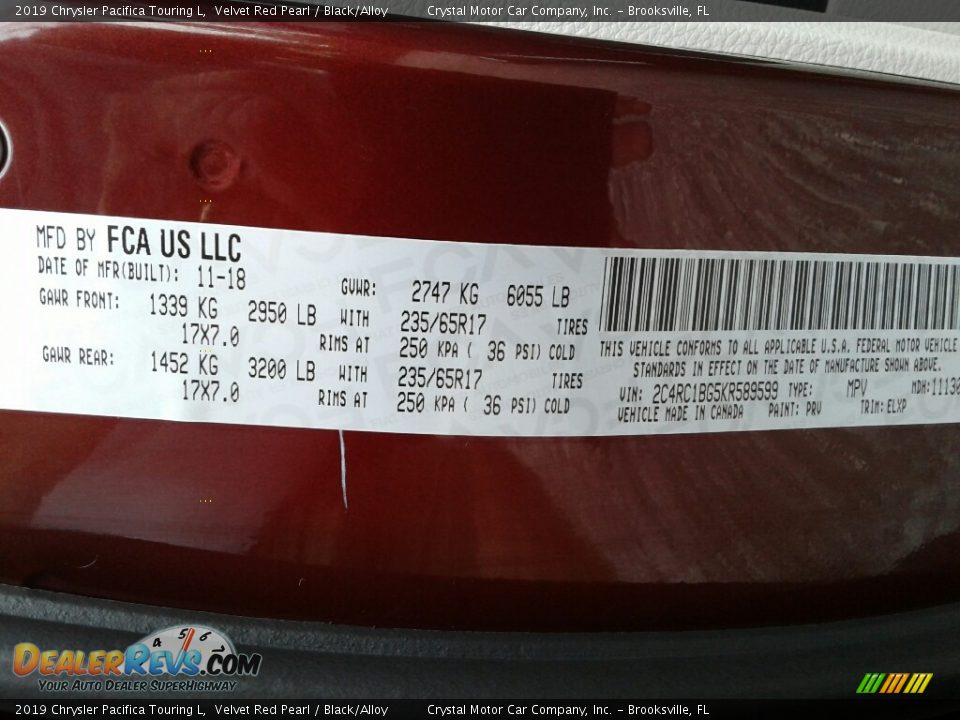 2019 Chrysler Pacifica Touring L, Velvet Red Pearl / Black/Alloy Crystal Motor Car Company, Inc. - Brooksville, FL
MFD BY FCA US LLC
DATE OF MFR(BUILT): 11-18
GAWR FRONT: 1339 KG 2950 LB
17X7.0
GAWR REAR: 1452 KG 3200 LB
17X7.0
GVWR: 2747 KG 6055 LB
WITH 235/65R17 TIRES
RIMS AT 250 KPA ( 36 PSI) COLD
WITH 235/65R17 TIRES
RIMS AT 250 KPA ( 36 PSI) COLD
THIS VEHICLE CONFORMS TO ALL APPLICABLE U.S.A. FEDERAL MOTOR VEHICLE
STANDARDS IN EFFECT ON THE DATE OF MANUFACTURE SHOWN ABOVE.
VIN: 2C4RC1BG5KR589599 TYPE: MPV MDH:11130
VEHICLE MADE IN CANADA PAINT: PRV TRIM: ELXP
4 5 6
DEALERREVS.COM
YOUR AUTO DEALER SUPERHIGHWAY
2019 Chrysler Pacifica Touring L, Velvet Red Pearl / Black/Alloy Crystal Motor Car Company, Inc. - Brooksville, FL